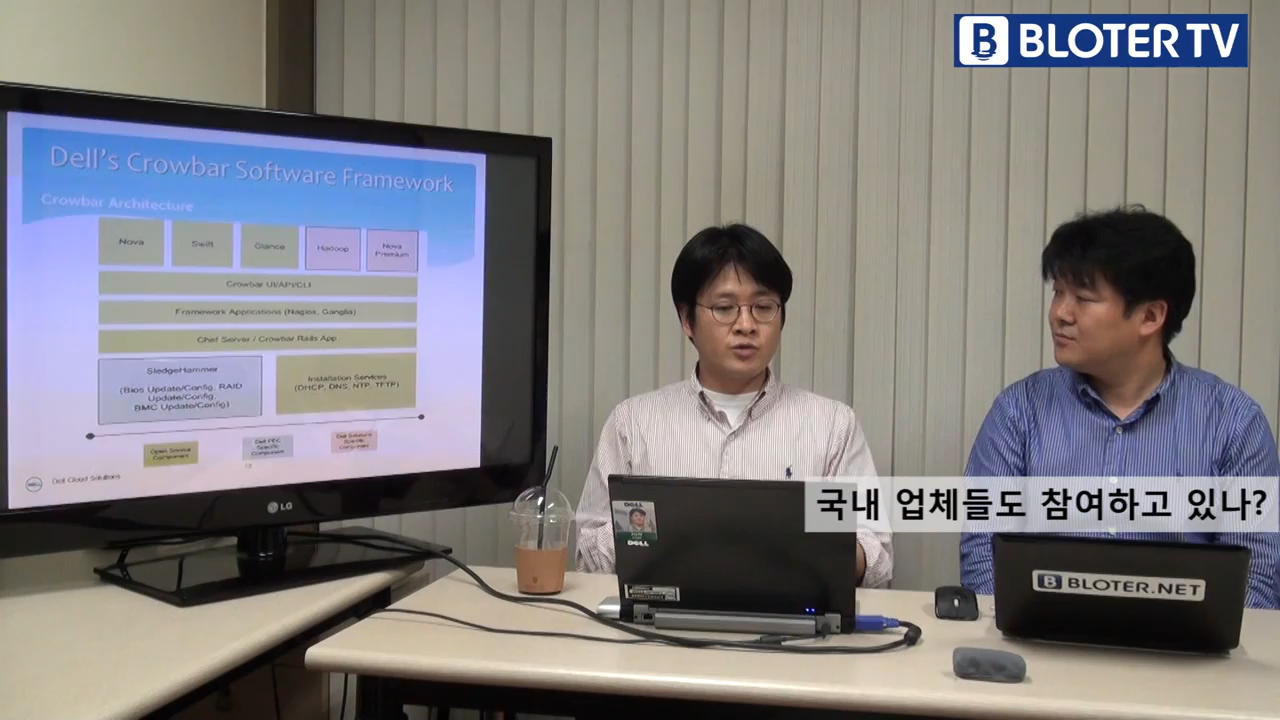 BLOTER TV
Dell's Crowbar Software Framework
Crowbar Architecture
Nova
Swift
Glance
Hadoop
Nova
Premium
Crowbar UI/API/CLI
Framework Applications (Nagios, Ganglia)
Chef Server / Crowbar Rails App
SledgeHammer
(Bios Update/Config, RAID
Update/Config,
BMC Update/Config)
Installation Services
(DHCP, DNS, NTP, TFTP)
Open Source
Component
Dell PEC
Specific
Component
Dell Solution
Specific
Component
DELL
Dell Cloud Solutions
LG
DELL
DELL
국내 업체들도 참여하고 있나?
B BLOTER.NET